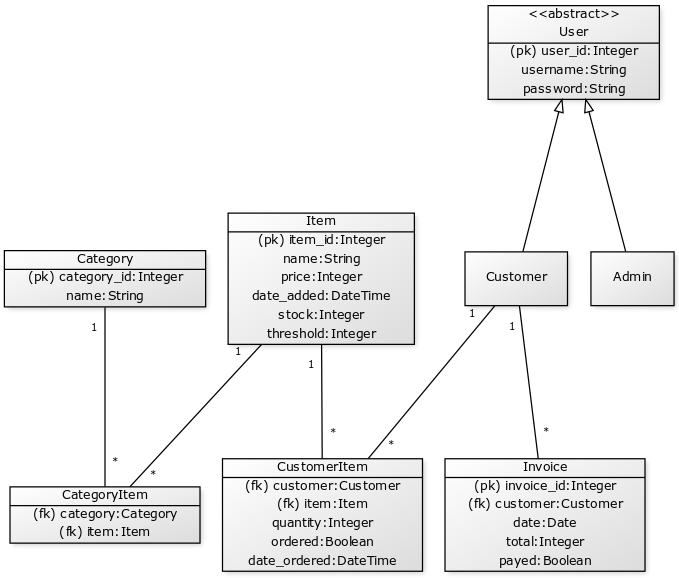 <<abstract>>
User
(pk) user_id:Integer
username:String
password:String
Item
(pk) item_id:Integer
name:String
price:Integer
date_added:DateTime
stock:Integer
threshold:Integer
Category
(pk) category_id:Integer
name:String
Customer
Admin
1
1
1
1
1
*
*
*
*
*
CategoryItem
(fk) category:Category
(fk) item:Item
CustomerItem
(fk) customer:Customer
(fk) item:Item
quantity:Integer
ordered:Boolean
date_ordered:DateTime
Invoice
(pk) invoice_id:Integer
(fk) customer:Customer
date:Date
total:Integer
payed:Boolean